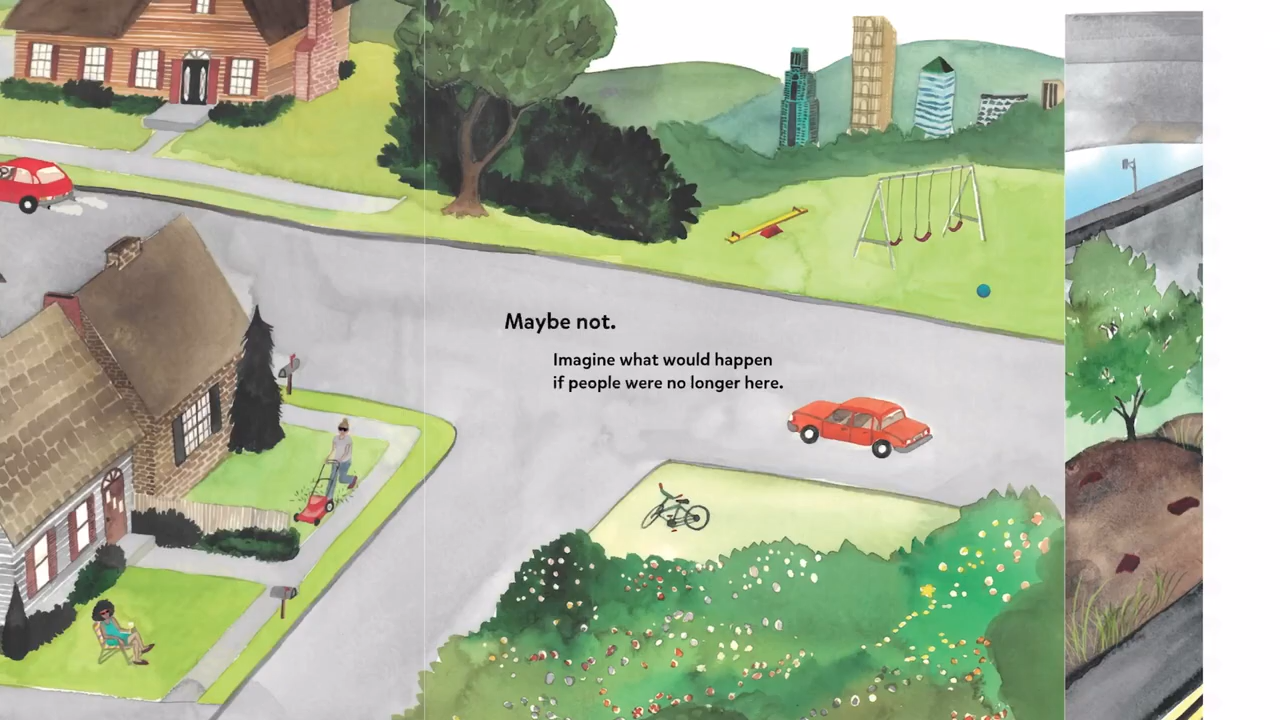 Maybe not.
Imagine what would happen
if people were no longer here.